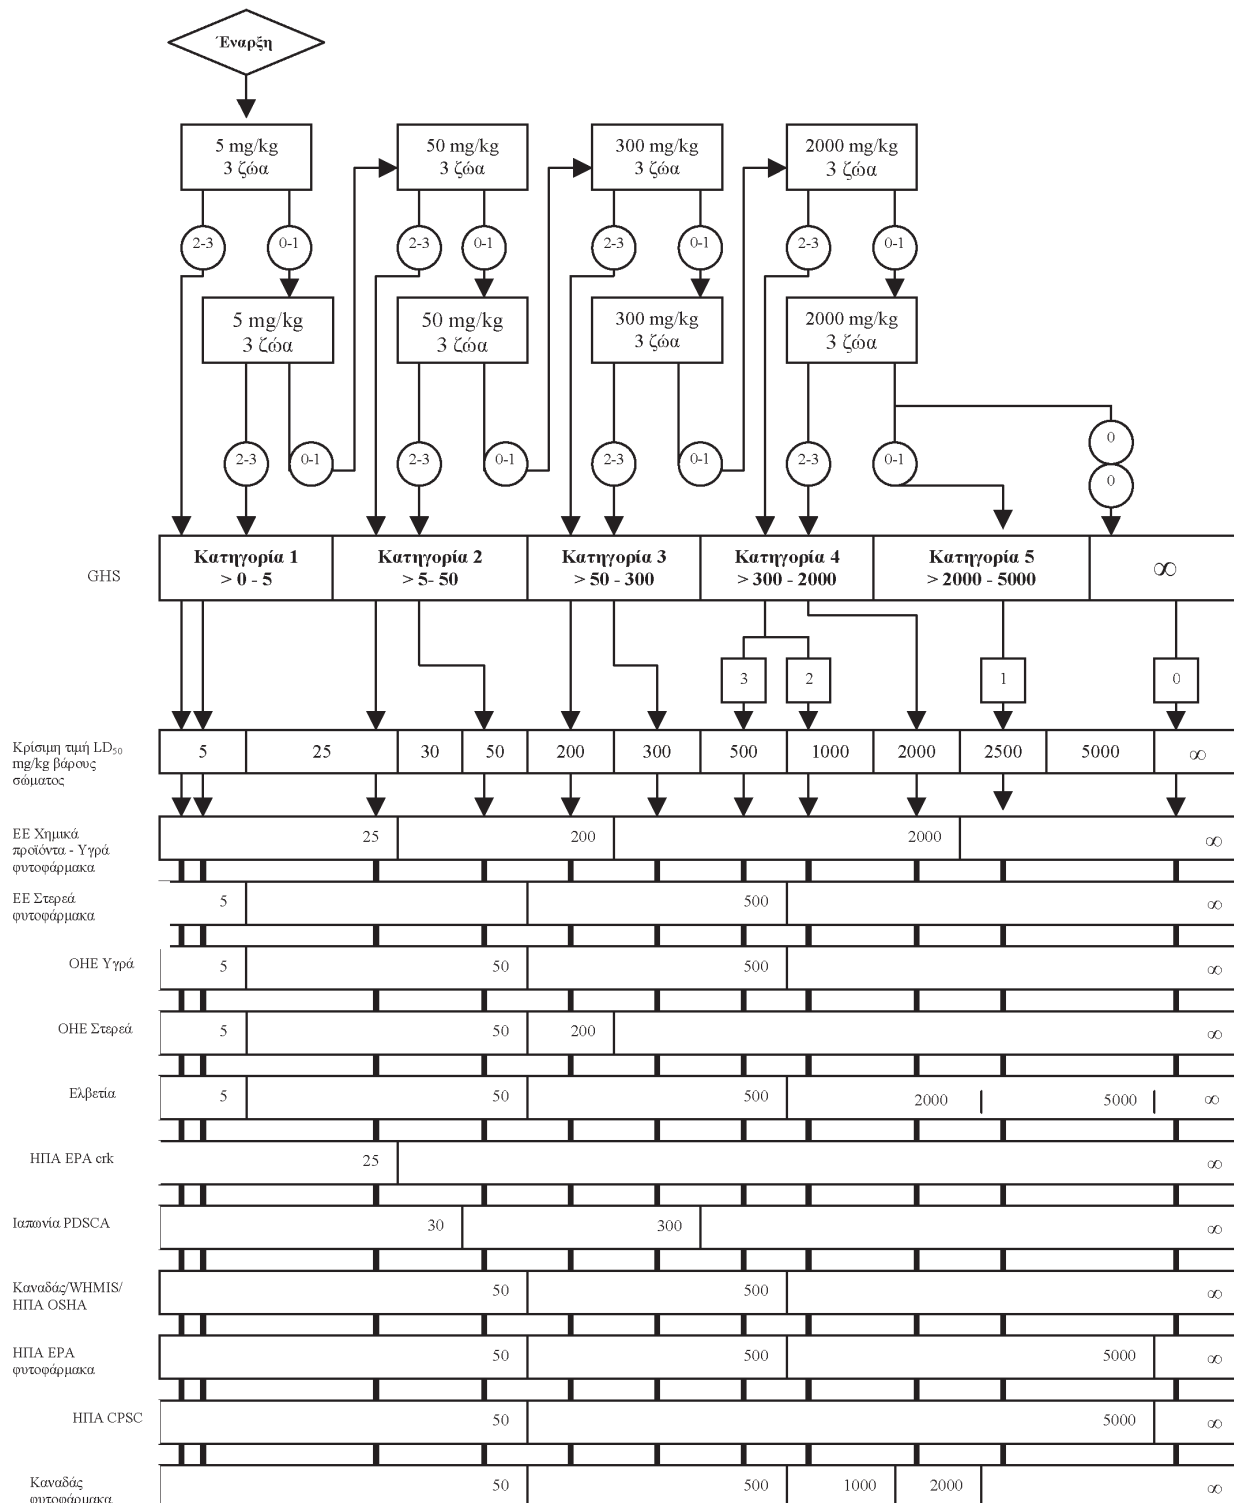 Έναρξη
5 mg/kg
3 ζώα
50 mg/kg
3 ζώα
300 mg/kg
3 ζώα
2000 mg/kg
3 ζώα
2-3
0-1
2-3
0-1
2-3
0-1
2-3
0-1
5 mg/kg
3 ζώα
50 mg/kg
3 ζώα
300 mg/kg
3 ζώα
2000 mg/kg
3 ζώα
2-3
0-1
2-3
0-1
2-3
0-1
2-3
0-1
0
0
GHS
Κατηγορία 1
> 0 - 5
Κατηγορία 2
> 5- 50
Κατηγορία 3
> 50 - 300
Κατηγορία 4
> 300 - 2000
Κατηγορία 5
> 2000 - 5000
∞
3
2
1
0
Κρίσιμη τιμή LD50
mg/kg βάρους
σώματος
5
25
30
50
200
300
500
1000
2000
2500
5000
∞
ΕΕ Χημικά
προϊόντα - Υγρά
φυτοφάρμακα
25
200
2000
∞
ΕΕ Στερεά
φυτοφάρμακα
5
500
∞
ΟΗΕ Υγρά
5
50
500
∞
ΟΗΕ Στερεά
5
50
200
∞
Ελβετία
5
50
500
2000
5000
∞
ΗΠΑ EPA crk
25
∞
Ιαπωνία PDSCA
30
300
∞
Καναδάς/WHMIS/
ΗΠΑ OSHA
50
500
∞
ΗΠΑ EPA
φυτοφάρμακα
50
500
5000
∞
ΗΠΑ CPSC
50
5000
∞
Καναδάς
φυτοφάρμακα
50
500
1000
2000
∞